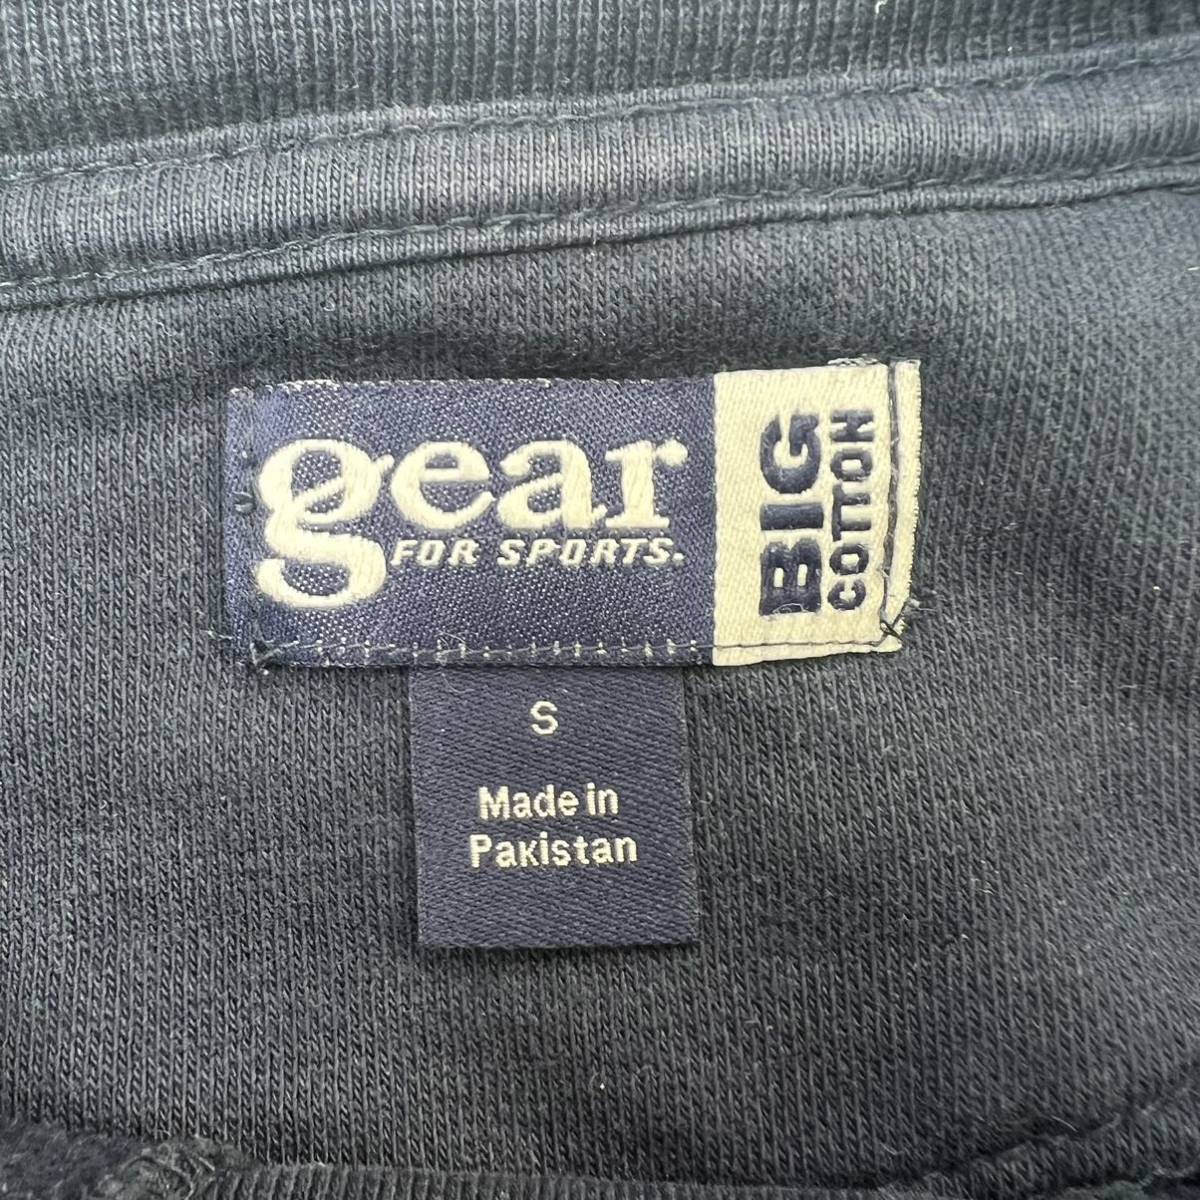 gear
FOR SPORTS.
BIG
COTTON
S
Made in
Pakistan